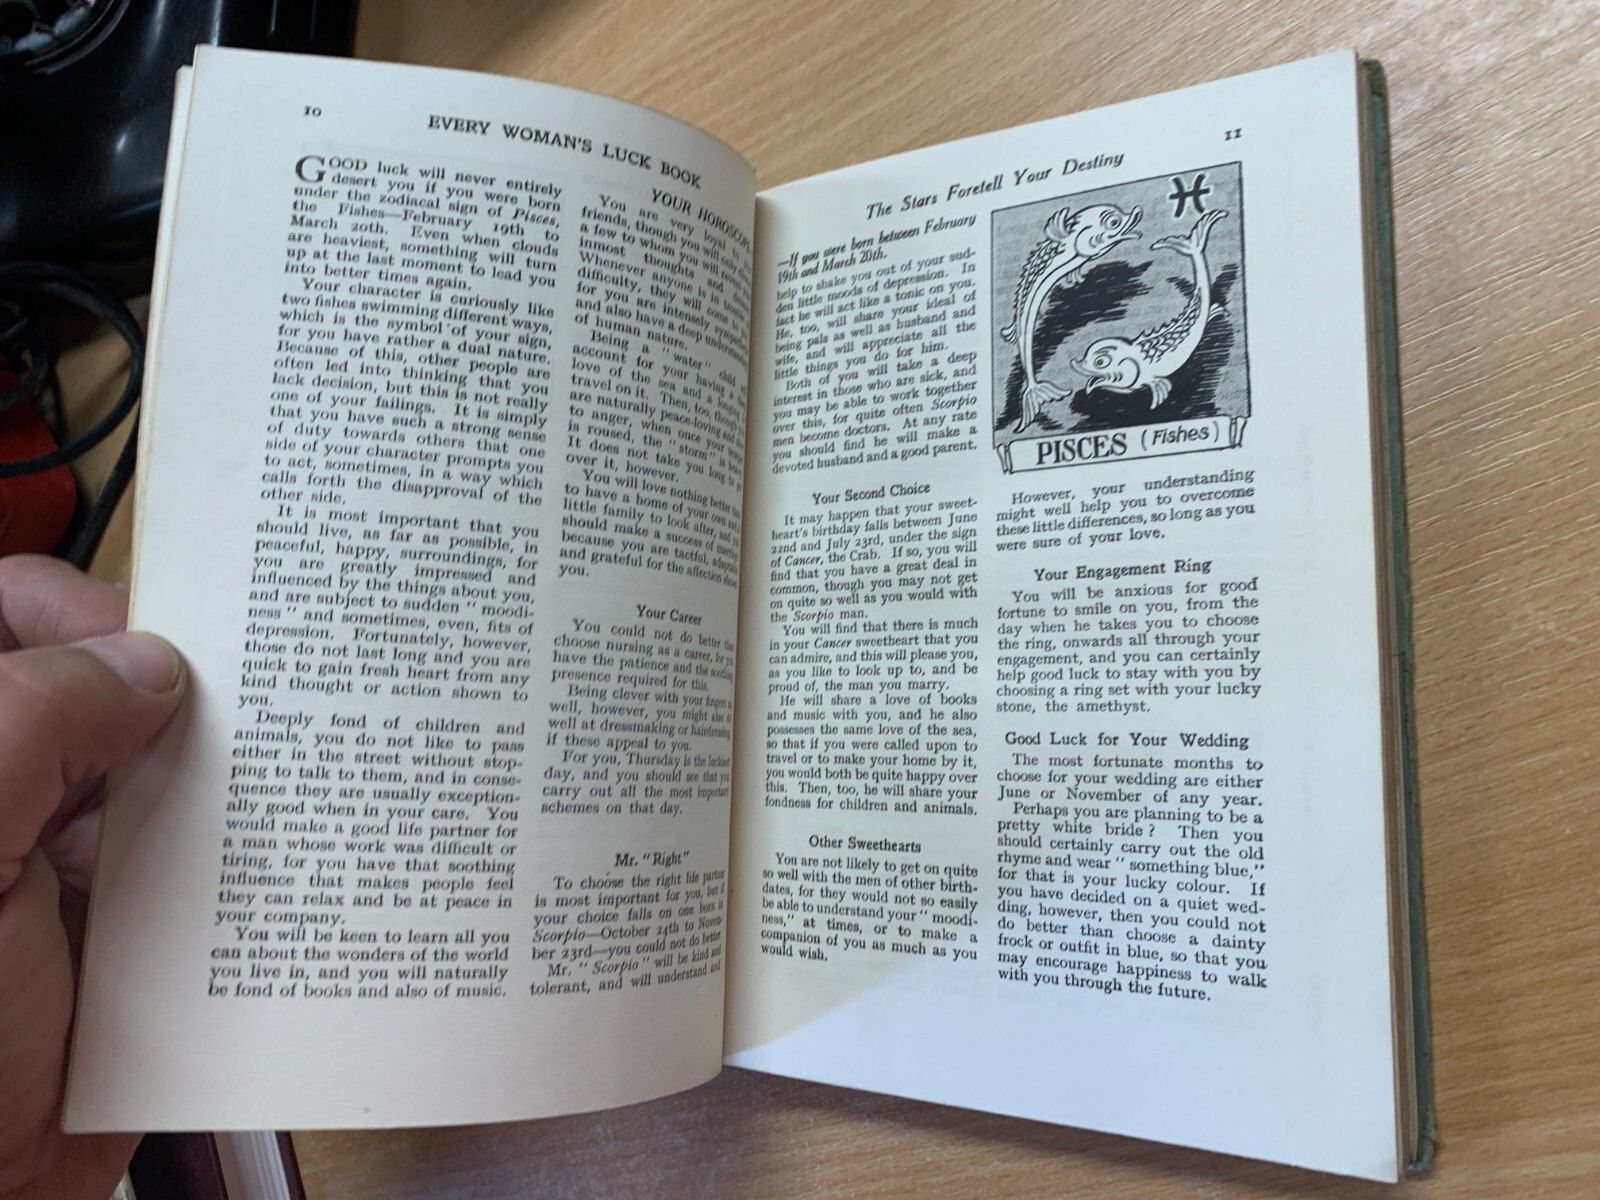 10
EVERY WOMAN'S LUCK BOOK
GOOD luck will never entirely
desert you if you were born
under the zodiacal sign of Pisces,
the Fishes—February 19th to
March 20th. Even when clouds
are heaviest, something will turn
up at the last moment to lead you
into better times again.
Your character is curiously like
two fishes swimming different ways,
which is the symbol of your sign,
for you have rather a dual nature.
Because of this, other people are
often led into thinking that you
lack decision, but this is not really
one of your failings. It is simply
that you have such a strong sense
of duty towards others that one
side of your character prompts you
to act, sometimes, in a way which
calls forth the disapproval of the
other side.
It is most important that you
should live, as far as possible, in
peaceful, happy, surroundings, for
you are greatly impressed and
influenced by the things about you,
and are subject to sudden "moodi-
ness" and sometimes, even, fits of
depression. Fortunately, however,
those do not last long and you are
quick to gain fresh heart from any
kind thought or action shown to
you.
Deeply fond of children and
animals, you do not like to pass
either in the street without stop-
ping to talk to them, and in conse-
quence they are usually exception-
ally good when in your care. You
would make a good life partner for
a man whose work was difficult or
tiring, for you have that soothing
influence that makes people feel
they can relax and be at peace in
your company.
You will be keen to learn all you
can about the wonders of the world
you live in, and you will naturally
be fond of books and also of music.
YOUR HOROSCOPE
You are very loyal to
friends, though you will only
a few to whom you will reveal
inmost thoughts and
Whenever anyone is in
difficulty, they will come to
for you are intensely
and also have a deep
of human nature.
Being a "water" child
account for your having a
love of the sea and a longing
travel on it. Then, too, though
are naturally peace-loving and
to anger, when once your
is roused, the "storm" is
It does not take you long to
over it, however.
You will love nothing better
to have a home of your own and
little family to look after, and
should make a success of
because you are tactful,
and grateful for the affection
you.
Your Career
You could not do better
choose nursing as a career, for
have the patience and the soothing
presence required for this.
Being clever with your fingers as
well, however, you might also do
well at dressmaking or hairdressing,
if these appeal to you.
For you, Thursday is the luckiest
day, and you should see that you
carry out all the most important
schemes on that day.
Mr. "Right"
To choose the right life partner
is most important for you, but if
your choice falls on one born in
Scorpio—October 24th to Novem-
ber 23rd—you could not do better
Mr. "Scorpio" will be kind and
tolerant, and will understand and
11
The Stars Foretell Your Destiny
—If you were born between February
19th and March 20th.
help to shake you out of your sud-
den little moods of depression. In
fact he will act like a tonic on you.
He, too, will share your ideal of
being pals as well as husband and
wife, and will appreciate all the
little things you do for him.
Both of you will take a deep
interest in those who are sick, and
you may be able to work together
over this, for quite often Scorpio
men become doctors. At any rate
you should find he will make a
devoted husband and a good parent.
Your Second Choice
It may happen that your sweet-
heart's birthday falls between June
22nd and July 23rd, under the sign
of Cancer, the Crab. If so, you will
find that you have a great deal in
common, though you may not get
on quite so well as you would with
the Scorpio man.
You will find that there is much
in your Cancer sweetheart that you
can admire, and this will please you,
as you like to look up to, and be
proud of, the man you marry.
He will share a love of books
and music with you, and he also
possesses the same love of the sea,
so that if you were called upon to
travel or to make your home by it,
you would both be quite happy over
this. Then, too, he will share your
fondness for children and animals.
Other Sweethearts
You are not likely to get on quite
so well with the men of other birth-
dates, for they would not so easily
be able to understand your "moodi-
ness," at times, or to make a
companion of you as much as you
would wish.
PISCES (Fishes)
However, your understanding
might well help you to overcome
these little differences, so long as you
were sure of your love.
Your Engagement Ring
You will be anxious for good
fortune to smile on you, from the
day when he takes you to choose
the ring, onwards all through your
engagement, and you can certainly
help good luck to stay with you by
choosing a ring set with your lucky
stone, the amethyst.
Good Luck for Your Wedding
The most fortunate months to
choose for your wedding are either
June or November of any year.
Perhaps you are planning to be a
pretty white bride? Then you
should certainly carry out the old
rhyme and wear "something blue,"
for that is your lucky colour. If
you have decided on a quiet wed-
ding, however, then you could not
do better than choose a dainty
frock or outfit in blue, so that you
may encourage happiness to walk
with you through the future.